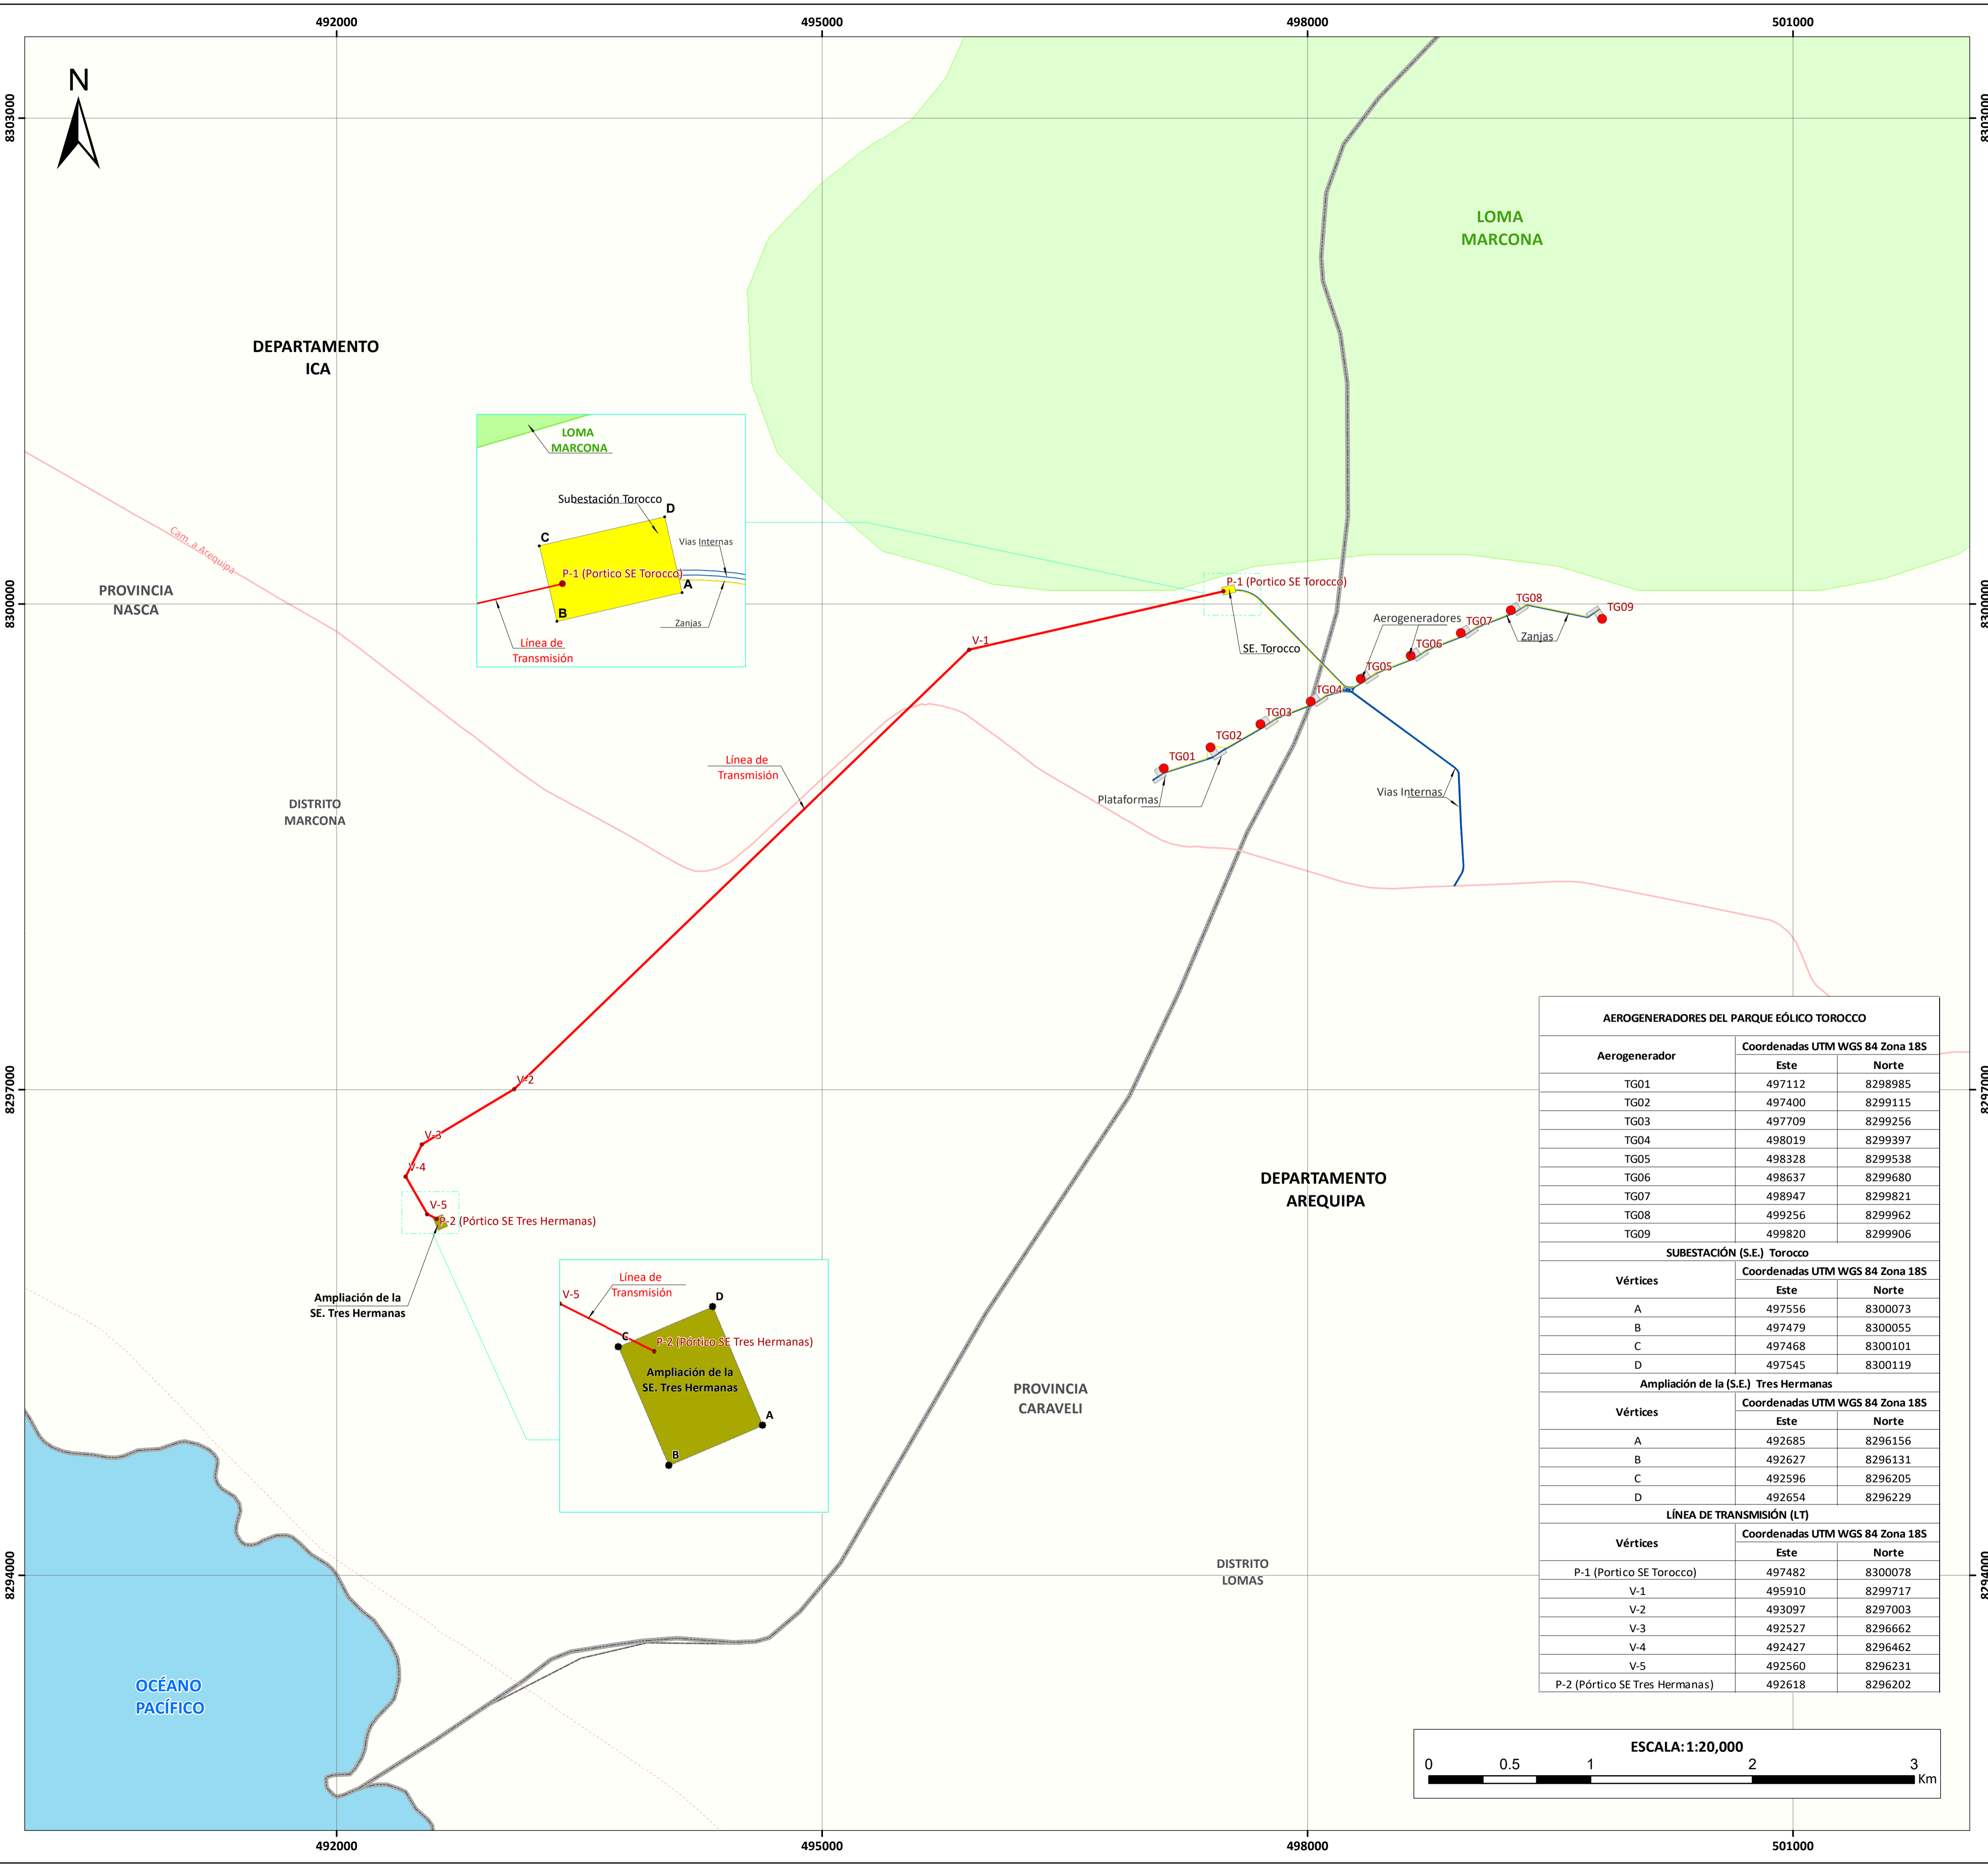 492000 495000 498000 501000
N
8303000 8303000
LOMA
MARCONA
DEPARTAMENTO
ICA
LOMA
MARCONA
Subestación Torocco
D
C
Vias Internas
P-1 (Portico SE Torocco)
A
B
Zanjas
Línea de
Transmisión
Cam. a Arequipa
PROVINCIA
NASCA
8300000 8300000
P-1 (Portico SE Torocco)
TG08
TG09
Aerogeneradores
TG07
Zanjas
V-1
SE. Torocco
TG06
TG05
TG04
TG03
TG02
TG01
Línea de
Transmisión
Plataformas
Vias Internas
DISTRITO
MARCONA
8297000 8297000
V-2
V-3
V-4
V-5
P-2 (Pórtico SE Tres Hermanas)
DEPARTAMENTO
AREQUIPA
Ampliación de la
SE. Tres Hermanas
Línea de
Transmisión
V-5
D
C
P-2 (Pórtico SE Tres Hermanas)
Ampliación de la
SE. Tres Hermanas
A
B
PROVINCIA
CARAVELI
DISTRITO
LOMAS
8294000 8294000
OCÉANO
PACÍFICO
AEROGENERADORES DEL PARQUE EÓLICO TOROCCO
Aerogenerador Coordenadas UTM WGS 84 Zona 18S
Este Norte
TG01 497112 8298985
TG02 497400 8299115
TG03 497709 8299256
TG04 498019 8299397
TG05 498328 8299538
TG06 498637 8299680
TG07 498947 8299821
TG08 499256 8299962
TG09 499820 8299906
SUBESTACIÓN (S.E.) Torocco
Vértices Coordenadas UTM WGS 84 Zona 18S
Este Norte
A 497556 8300073
B 497479 8300055
C 497468 8300101
D 497545 8300119
Ampliación de la (S.E.) Tres Hermanas
Vértices Coordenadas UTM WGS 84 Zona 18S
Este Norte
A 492685 8296156
B 492627 8296131
C 492596 8296205
D 492654 8296229
LÍNEA DE TRANSMISIÓN (LT)
Vértices Coordenadas UTM WGS 84 Zona 18S
Este Norte
P-1 (Portico SE Torocco) 497482 8300078
V-1 495910 8299717
V-2 493097 8297003
V-3 492527 8296662
V-4 492427 8296462
V-5 492560 8296231
P-2 (Pórtico SE Tres Hermanas) 492618 8296202
ESCALA: 1:20,000
0 0.5 1 2 3
Km
492000 495000 498000 501000